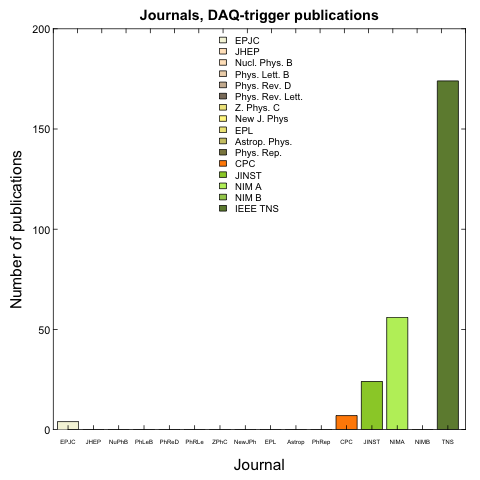 Journals, DAQ-trigger publications
200
150
100
50
0
Number of publications
EPJC
JHEP
Nucl. Phys. B
Phys. Lett. B
Phys. Rev. D
Phys. Rev. Lett.
Z. Phys. C
New J. Phys
EPL
Astrop. Phys.
Phys. Rep.
CPC
JINST
NIM A
NIM B
IEEE TNS
EPJC JHEP NuPhB PhLeB PhReD PhRLe ZPhC NewJPh EPL Astrop PhRep CPC JINST NIMA NIMB TNS
Journal